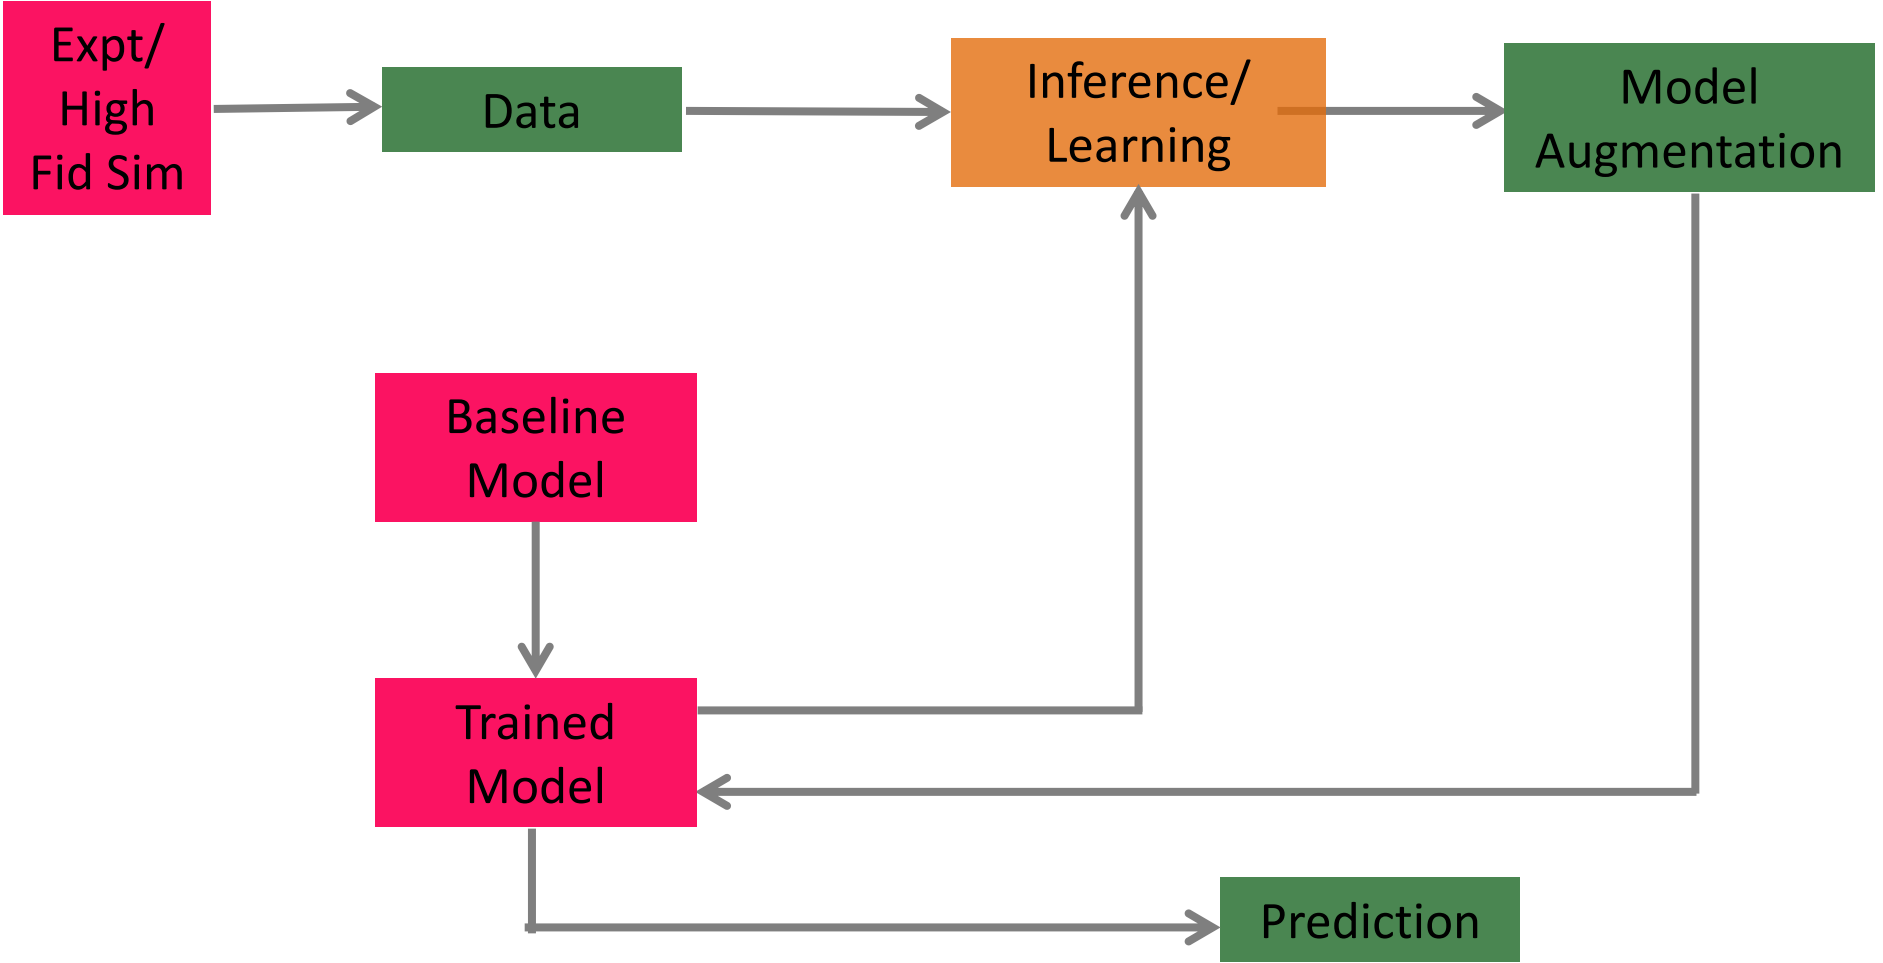 Expt/
High
Fid Sim
Data
Inference/
Learning
Model
Augmentation
Baseline
Model
Trained
Model
Prediction